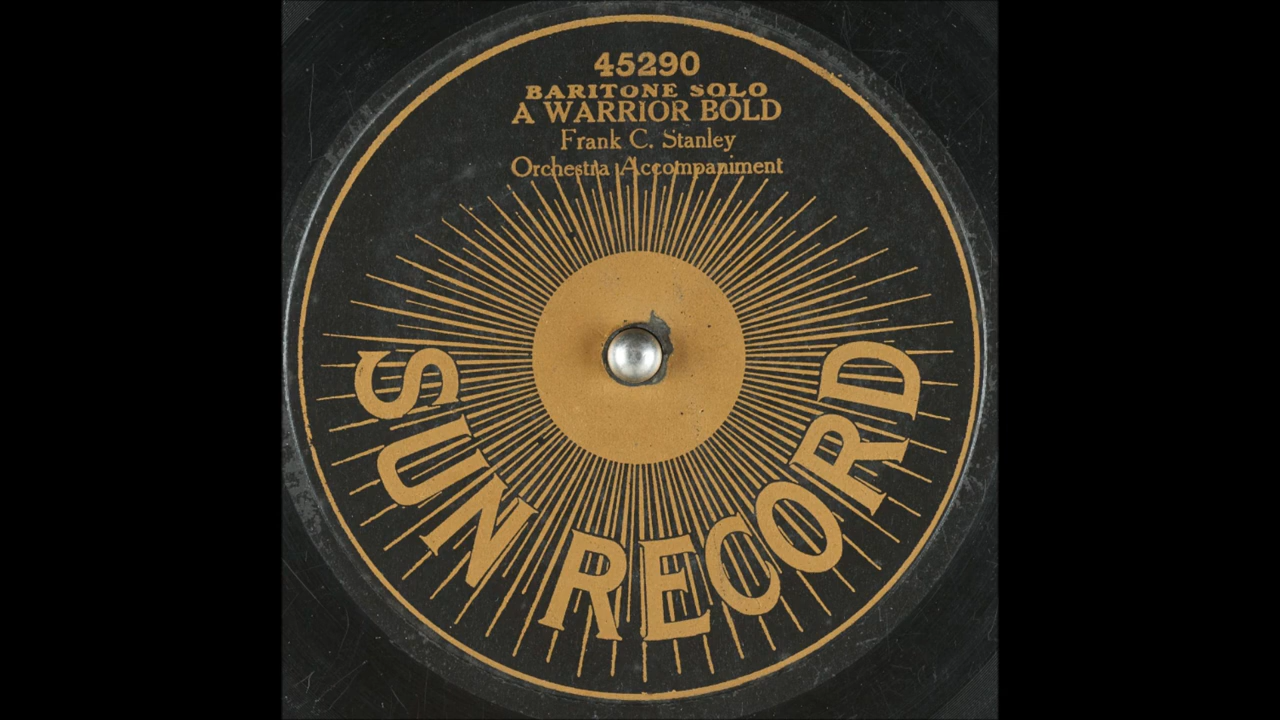 45290
BARITONE SOLO
A WARRIOR BOLD
Frank C. Stanley
Orchestra Accompaniment
SUN RECORD